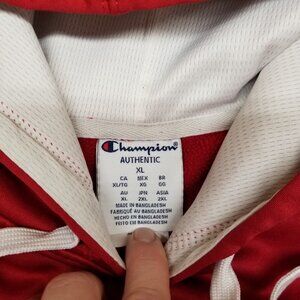 Champion
AUTHENTIC
XL
CA MEX BR
XL/TG XG GG
AU JPN ASIA
XL 2XL 2XL
MADE IN BANGLADESH
FABRIQUÉ AU BANGLADESH
HECHO EN BANGLADESH
FEITO EM BANGLADESH